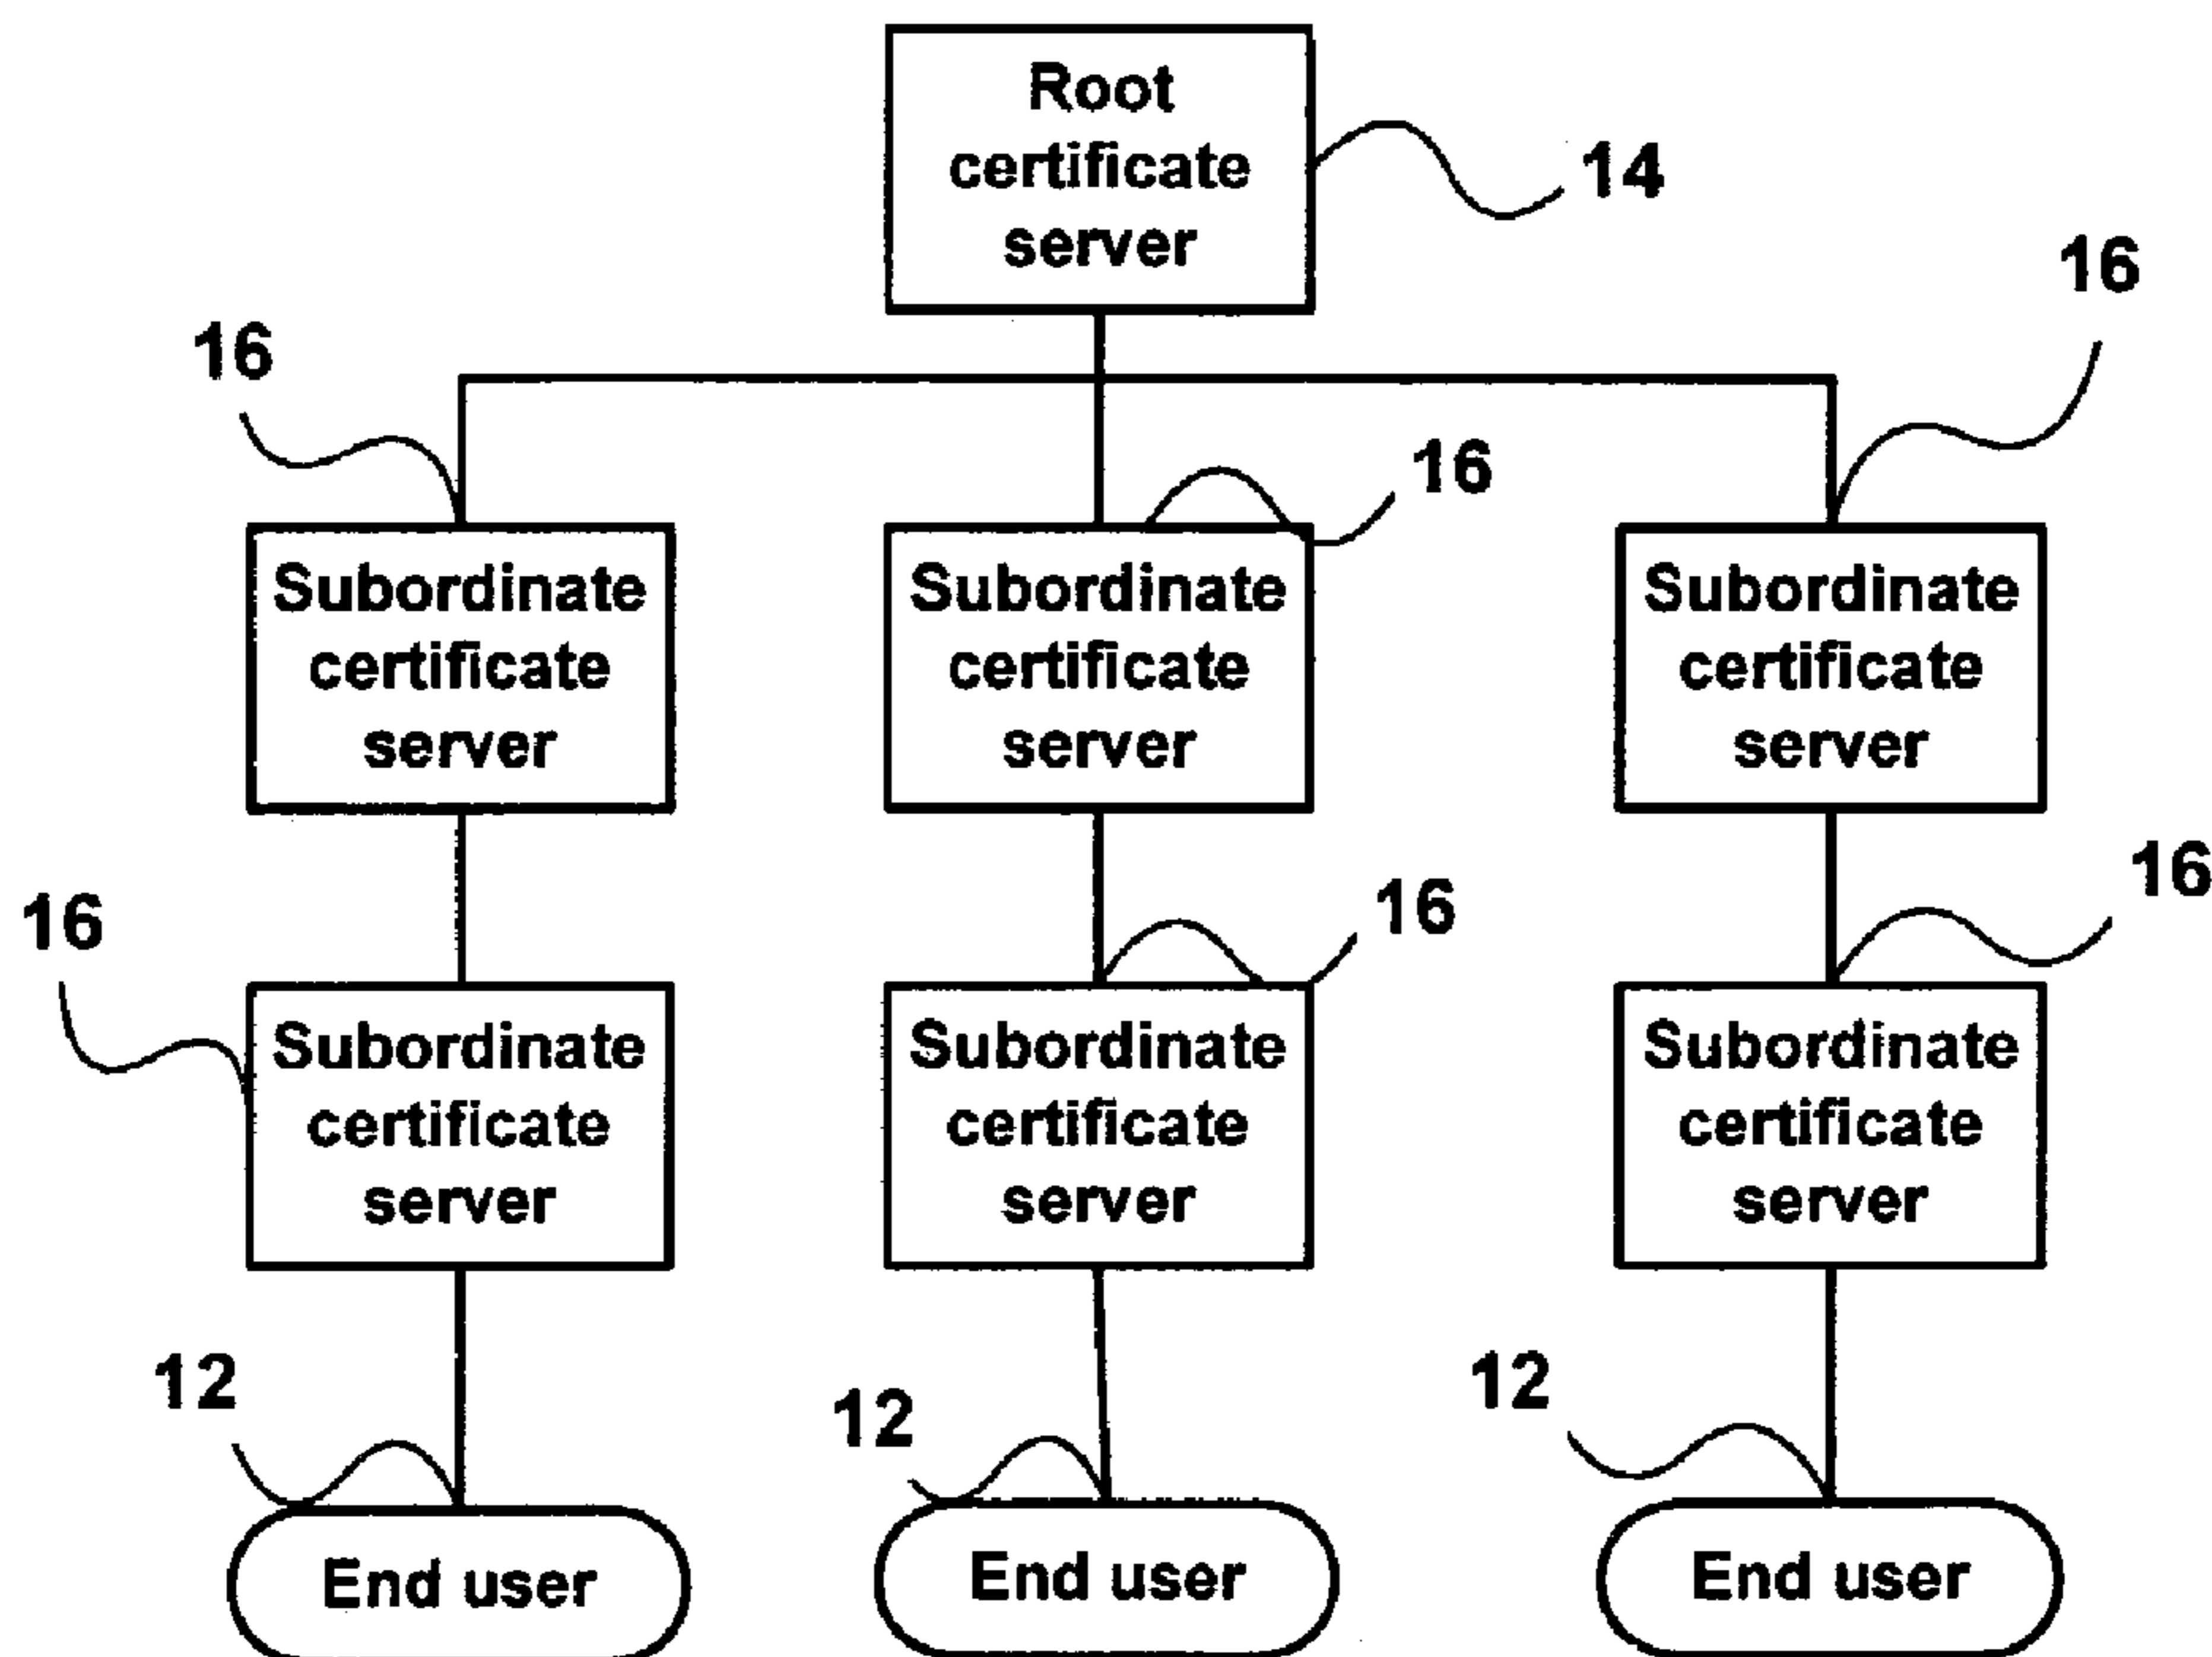 Root
certificate
server
14
16
16
16
Subordinate
certificate
server
Subordinate
certificate
server
Subordinate
certificate
server
16
16
16
Subordinate
certificate
server
Subordinate
certificate
server
Subordinate
certificate
server
12
12
12
End user
End user
End user